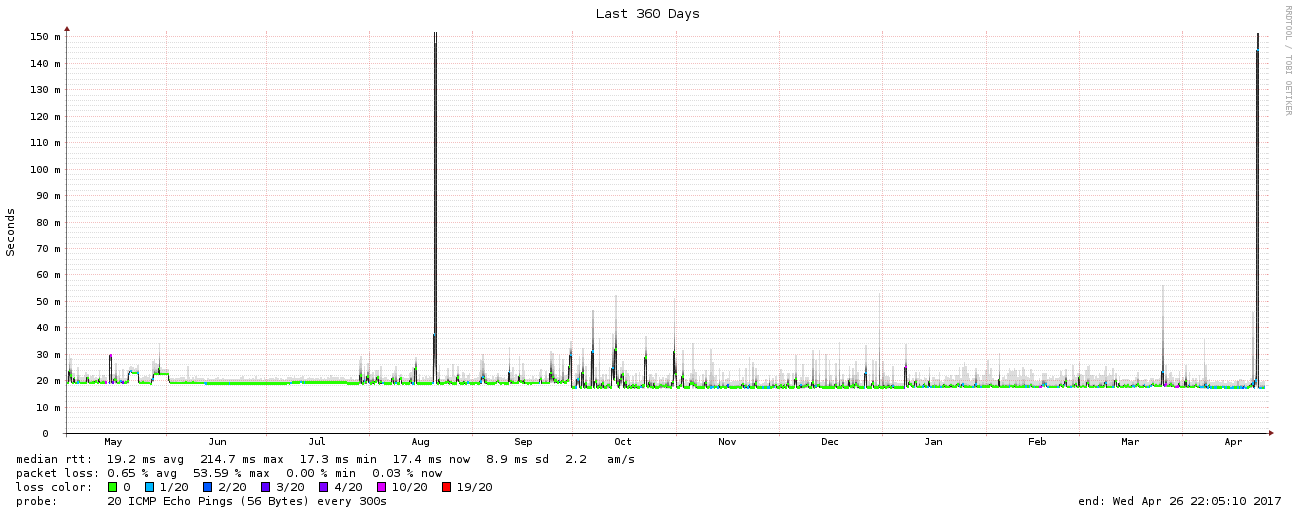 Last 360 Days
RRDTOOL / TOBI OETIKER
Seconds
150 m
140 m
130 m
120 m
110 m
100 m
90 m
80 m
70 m
60 m
50 m
40 m
30 m
20 m
10 m
0
May Jun Jul Aug Sep Oct Nov Dec Jan Feb Mar Apr
median rtt: 19.2 ms avg 214.7 ms max 17.3 ms min 17.4 ms now 8.9 ms sd 2.2 am/s
packet loss: 0.65 % avg 53.59 % max 0.00 % min 0.03 % now
loss color: 0 1/20 2/20 3/20 4/20 10/20 19/20
probe: 20 ICMP Echo Pings (56 Bytes) every 300s end: Wed Apr 26 22:05:10 2017